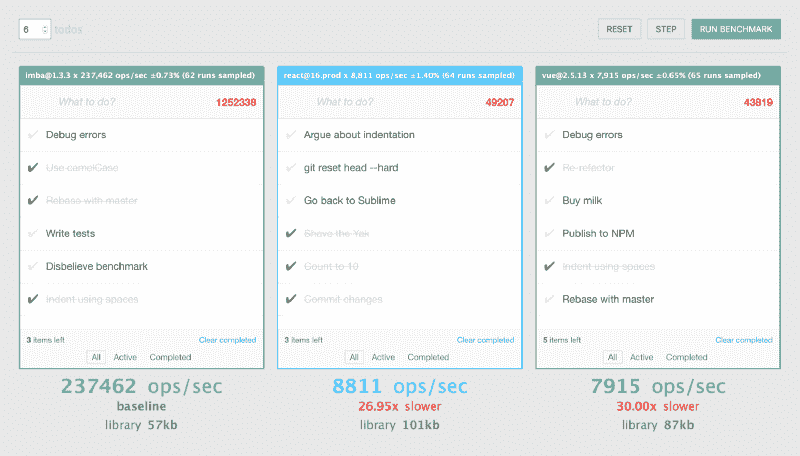 6 todos
RESET STEP RUN BENCHMARK
imba@1.3.3 x 237,462 ops/sec ±0.73% (62 runs sampled)
What to do? 1252338
Debug errors
Use camelCase
Rebase with master
Write tests
Disbelieve benchmark
Indent using spaces
3 items left Clear completed
All Active Completed
237462 ops/sec
baseline
library 57kb
react@16.prod x 8,811 ops/sec ±1.40% (64 runs sampled)
What to do? 49207
Argue about indentation
git reset head --hard
Go back to Sublime
Shave the Yak
Count to 10
Commit changes
3 items left Clear completed
All Active Completed
8811 ops/sec
26.95x slower
library 101kb
vue@2.5.13 x 7,915 ops/sec ±0.65% (65 runs sampled)
What to do? 43819
Debug errors
Re-refactor
Buy milk
Publish to NPM
Indent using spaces
Rebase with master
5 items left Clear completed
All Active Completed
7915 ops/sec
30.00x slower
library 87kb